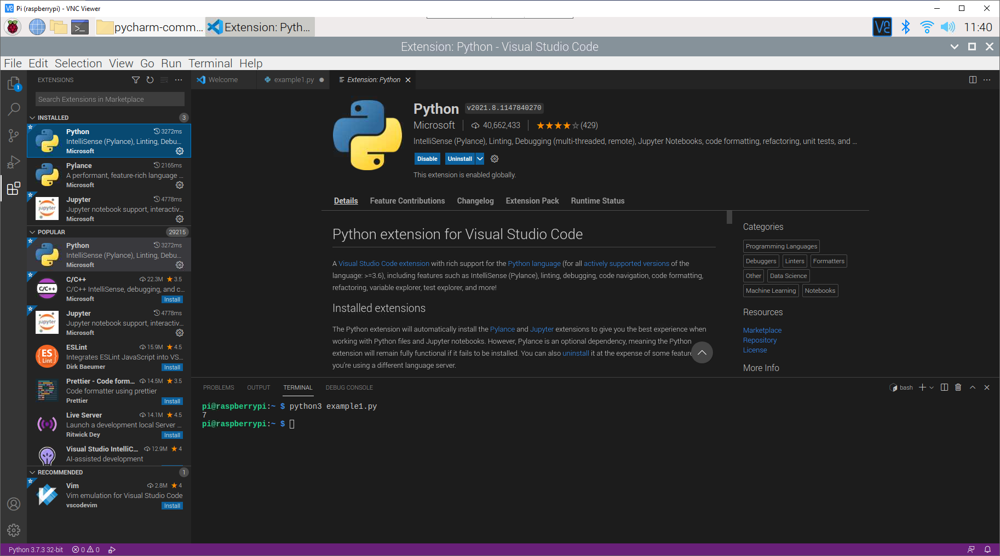 Pi (raspberrypi) - VNC Viewer
pycharm-comm...
Extension: Pyth...
11:40
Extension: Python - Visual Studio Code
File Edit Selection View Go Run Terminal Help
EXTENSIONS
Search Extensions in Marketplace
INSTALLED 3
Python 3272ms
IntelliSense (Pylance), Linting, Debu...
Microsoft
Pylance 2165ms
A performant, feature-rich language ...
Microsoft
Jupyter 4778ms
Jupyter notebook support, interactiv...
Microsoft
POPULAR 29215
Python 3272ms
IntelliSense (Pylance), Linting, Debu...
Microsoft
C/C++ 22.3M 3.5
C/C++ IntelliSense, debugging, and c...
Microsoft Install
Jupyter 4778ms
Jupyter notebook support, interactiv...
Microsoft
ESLint 15.9M 4.5
Integrates ESLint JavaScript into VS...
Dirk Baeumer Install
Prettier - Code form... 14.5M 3.5
Code formatter using prettier
Prettier Install
Live Server 14.1M 4.5
Launch a development local Server ...
Ritwick Dey Install
Visual Studio IntelliC... 12.9M 4
AI-assisted development
RECOMMENDED 1
Vim 2.8M 4
Vim emulation for Visual Studio Code
vscodevim Install
Welcome
example1.py
Extension: Python
Python v2021.8.1147840270
Microsoft 40,662,433 (429)
IntelliSense (Pylance), Linting, Debugging (multi-threaded, remote), Jupyter Notebooks, code formatting, refactoring, unit tests, and ...
Disable Uninstall
This extension is enabled globally.
Details Feature Contributions Changelog Extension Pack Runtime Status
Python extension for Visual Studio Code
A Visual Studio Code extension with rich support for the Python language (for all actively supported versions of the
language: >=3.6), including features such as IntelliSense (Pylance), linting, debugging, code navigation, code formatting,
refactoring, variable explorer, test explorer, and more!
Installed extensions
The Python extension will automatically install the Pylance and Jupyter extensions to give you the best experience when
working with Python files and Jupyter notebooks. However, Pylance is an optional dependency, meaning the Python
extension will remain fully functional if it fails to be installed. You can also uninstall it at the expense of some feature
you're using a different language server.
Categories
Programming Languages
Debuggers Linters Formatters
Other Data Science
Machine Learning Notebooks
Resources
Marketplace
Repository
License
More Info
PROBLEMS OUTPUT TERMINAL DEBUG CONSOLE
bash
pi@raspberrypi:~ $ python3 example1.py
7
pi@raspberrypi:~ $
Python 3.7.3 32-bit 0 0